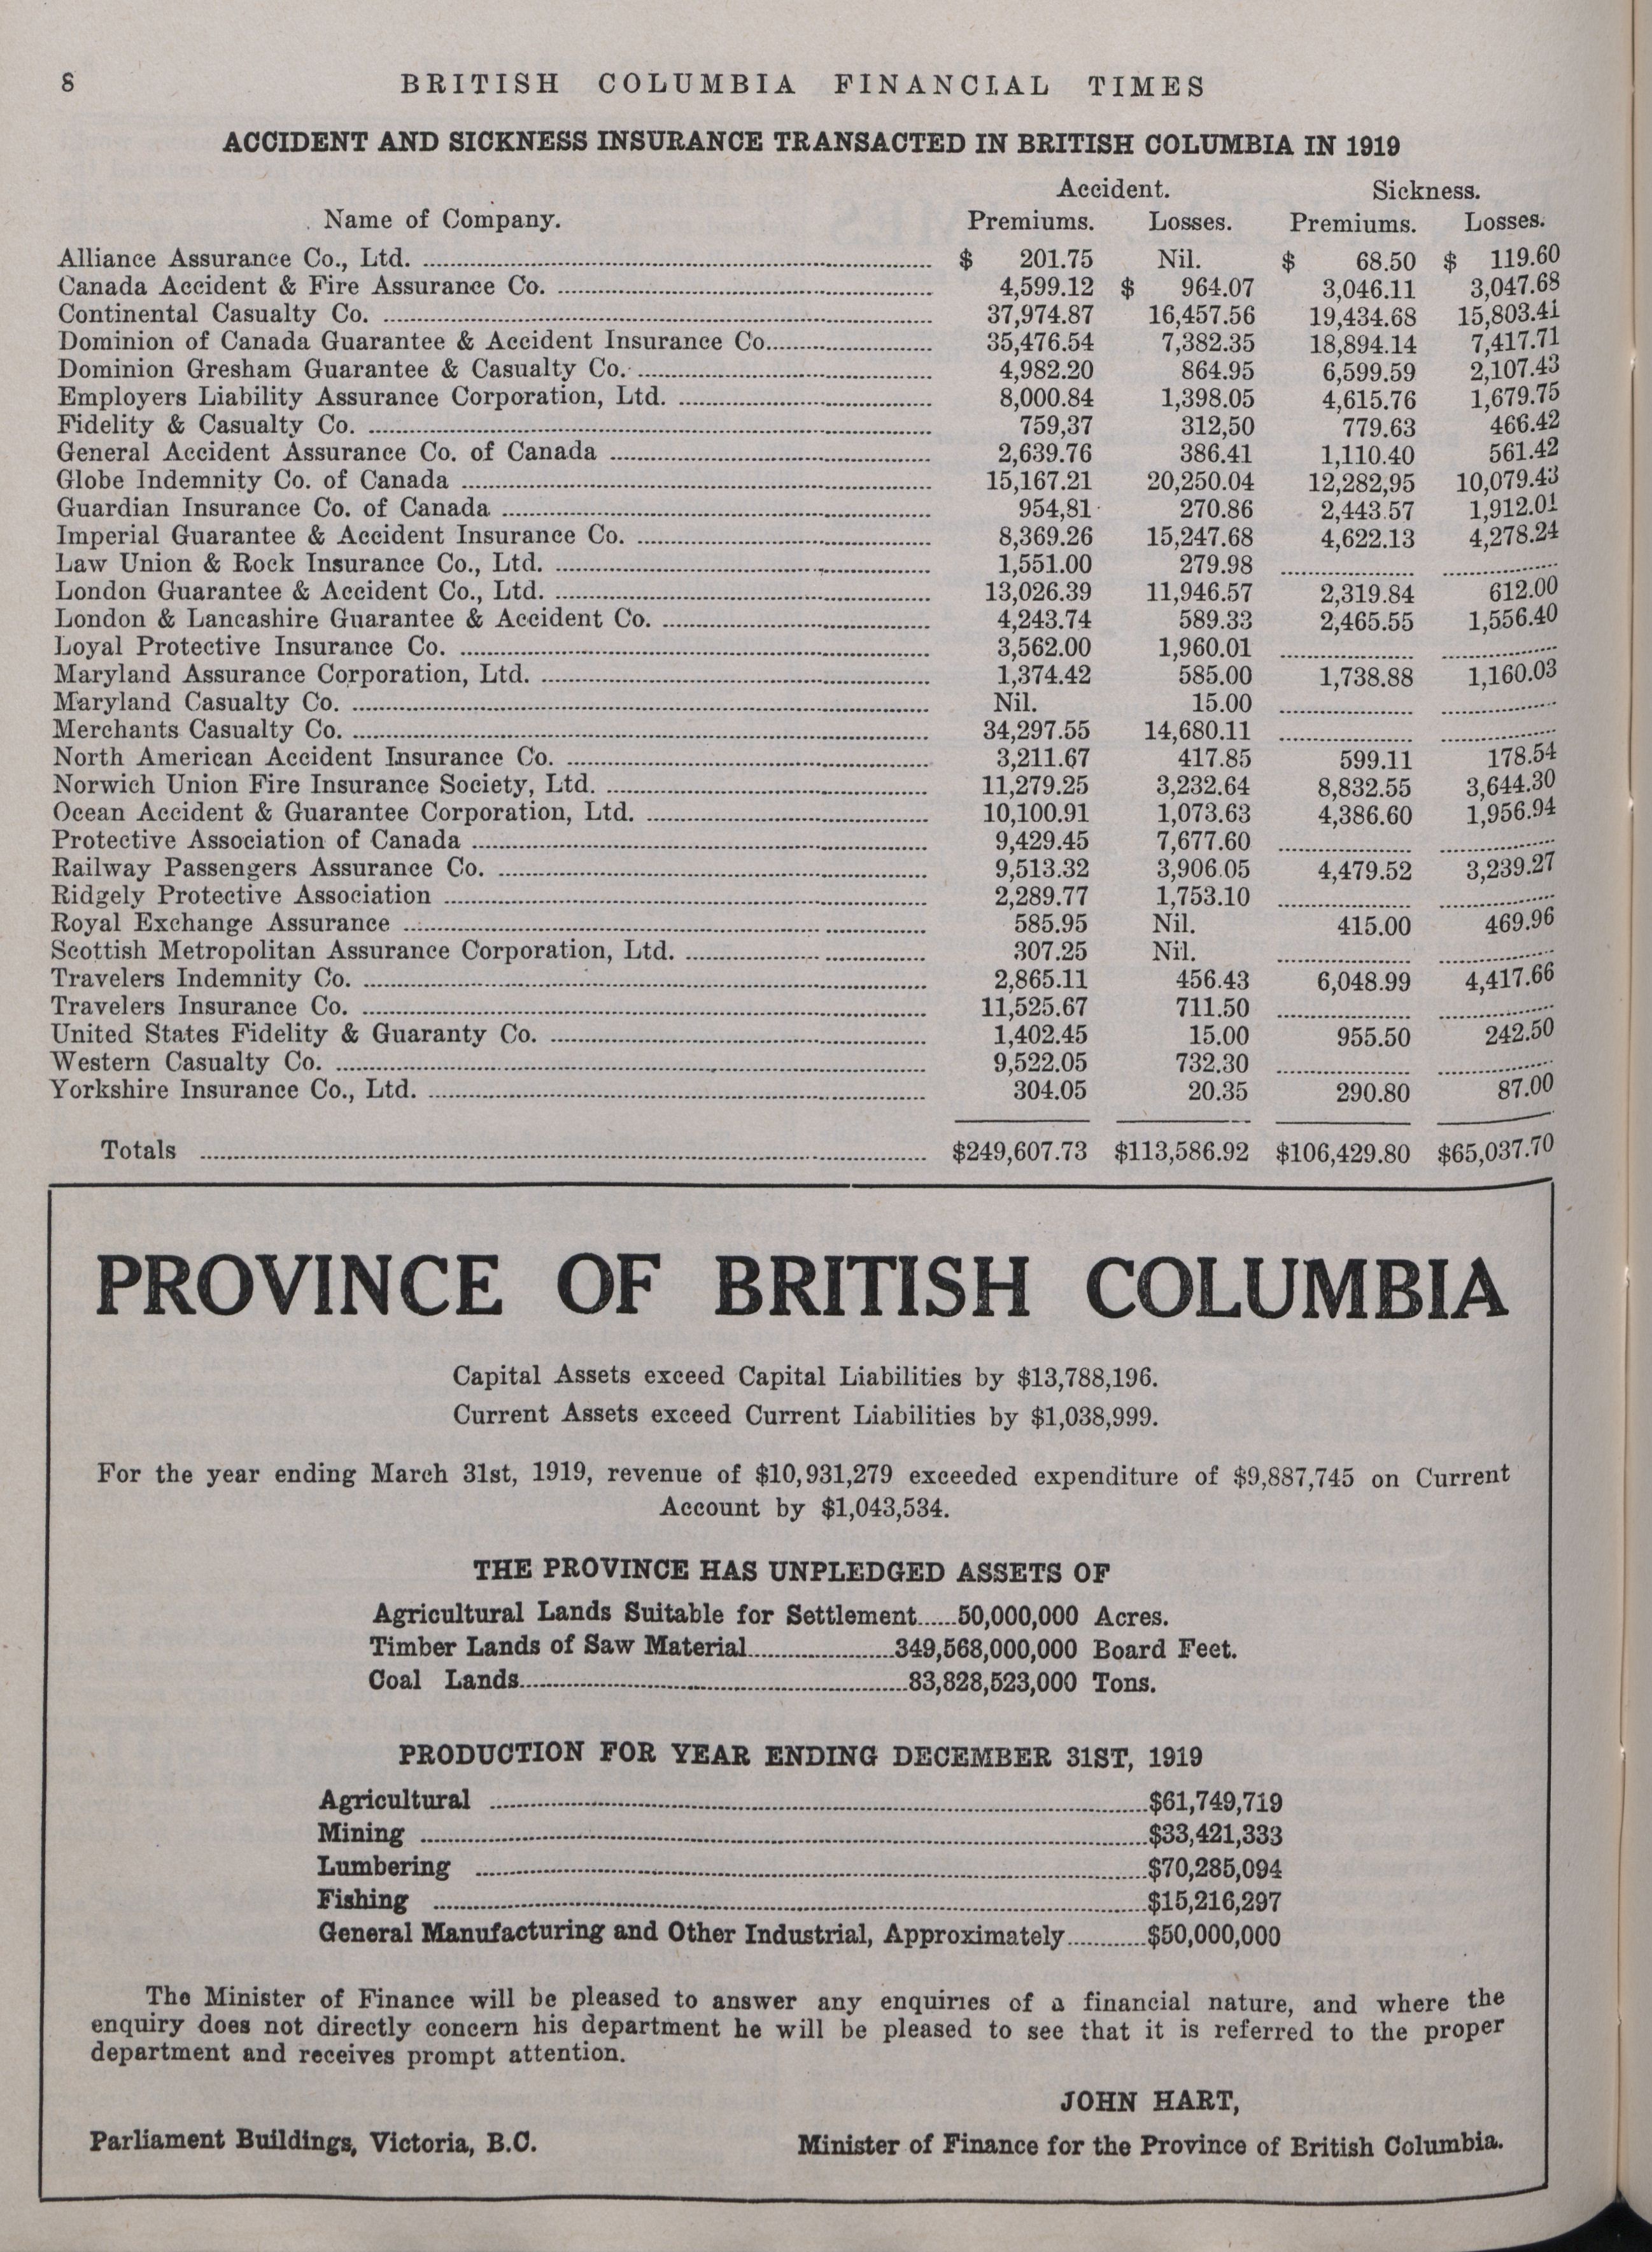 8 BRITISH COLUMBIA FINANCIAL TIMES
ACCIDENT AND SICKNESS INSURANCE TRANSACTED IN BRITISH COLUMBIA IN 1919
Accident. Sickness.
Name of Company. Premiums. Losses. Premiums. Losses.
Alliance Assurance Co., Ltd. $ 201.75 Nil. $ 68.50 $ 119.60
Canada Accident & Fire Assurance Co. 4,599.12 $ 964.07 3,046.11 3,047.68
Continental Casualty Co. 37,974.87 16,457.56 19,434.68 15,803.41
Dominion of Canada Guarantee & Accident Insurance Co. 35,476.54 7,382.35 18,894.14 7,417.71
Dominion Gresham Guarantee & Casualty Co. 4,982.20 864.95 6,599.59 2,107.43
Employers Liability Assurance Corporation, Ltd. 8,000.84 1,398.05 4,615.76 1,679.75
Fidelity & Casualty Co. 759,37 312,50 779.63 466.42
General Accident Assurance Co. of Canada 2,639.76 386.41 1,110.40 561.42
Globe Indemnity Co. of Canada 15,167.21 20,250.04 12,282,95 10,079.43
Guardian Insurance Co. of Canada 954,81 270.86 2,443.57 1,912.01
Imperial Guarantee & Accident Insurance Co. 8,369.26 15,247.68 4,622.13 4,278.24
Law Union & Rock Insurance Co., Ltd. 1,551.00 279.98
London Guarantee & Accident Co., Ltd. 13,026.39 11,946.57 2,319.84 612.00
London & Lancashire Guarantee & Accident Co. 4,243.74 589.33 2,465.55 1,556.40
Loyal Protective Insurance Co. 3,562.00 1,960.01
Maryland Assurance Corporation, Ltd. 1,374.42 585.00 1,738.88 1,160.03
Maryland Casualty Co. Nil. 15.00
Merchants Casualty Co. 34,297.55 14,680.11
North American Accident Insurance Co. 3,211.67 417.85 599.11 178.54
Norwich Union Fire Insurance Society, Ltd. 11,279.25 3,232.64 8,832.55 3,644.30
Ocean Accident & Guarantee Corporation, Ltd. 10,100.91 1,073.63 4,386.60 1,956.94
Protective Association of Canada 9,429.45 7,677.60
Railway Passengers Assurance Co. 9,513.32 3,906.05 4,479.52 3,239.27
Ridgely Protective Association 2,289.77 1,753.10
Royal Exchange Assurance 585.95 Nil. 415.00 469.96
Scottish Metropolitan Assurance Corporation, Ltd. 307.25 Nil.
Travelers Indemnity Co. 2,865.11 456.43 6,048.99 4,417.66
Travelers Insurance Co. 11,525.67 711.50
United States Fidelity & Guaranty Co. 1,402.45 15.00 955.50 242.50
Western Casualty Co. 9,522.05 732.30
Yorkshire Insurance Co., Ltd. 304.05 20.35 290.80 87.00
Totals $249,607.73 $113,586.92 $106,429.80 $65,037.70
PROVINCE OF BRITISH COLUMBIA
Capital Assets exceed Capital Liabilities by $13,788,196.
Current Assets exceed Current Liabilities by $1,038,999.
For the year ending March 31st, 1919, revenue of $10,931,279 exceeded expenditure of $9,887,745 on Current
Account by $1,043,534.
THE PROVINCE HAS UNPLEDGED ASSETS OF
Agricultural Lands Suitable for Settlement......50,000,000 Acres.
Timber Lands of Saw Material......349,568,000,000 Board Feet.
Coal Lands......83,828,523,000 Tons.
PRODUCTION FOR YEAR ENDING DECEMBER 31ST, 1919
Agricultural ......$61,749,719
Mining ......$33,421,333
Lumbering ......$70,285,094
Fishing ......$15,216,297
General Manufacturing and Other Industrial, Approximately......$50,000,000
The Minister of Finance will be pleased to answer any enquiries of a financial nature, and where the
enquiry does not directly concern his department he will be pleased to see that it is referred to the proper
department and receives prompt attention.
JOHN HART,
Parliament Buildings, Victoria, B.C. Minister of Finance for the Province of British Columbia.